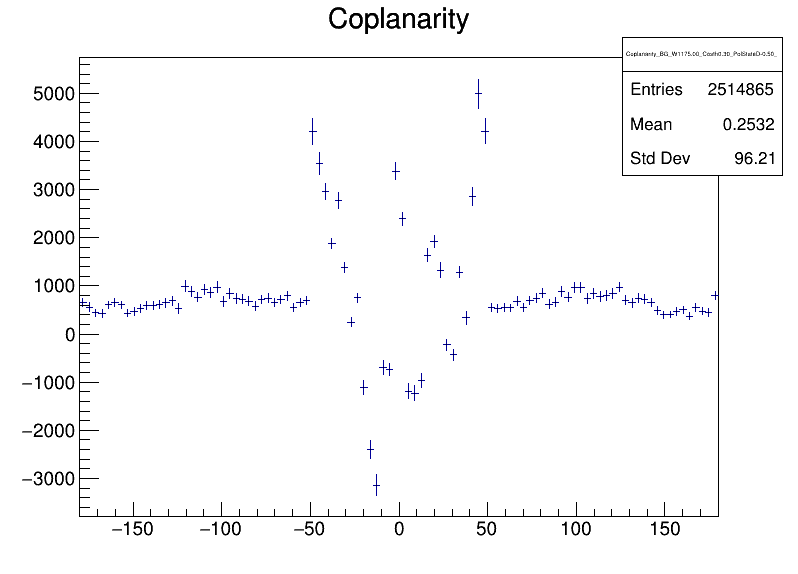 Coplanarity
Coplanarity_BG_W1175.00_Costh0.30_PolStateD-0.50_
Entries 2514865
Mean 0.2532
Std Dev 96.21
5000
4000
3000
2000
1000
0
−1000
−2000
−3000
−150 −100 −50 0 50 100 150